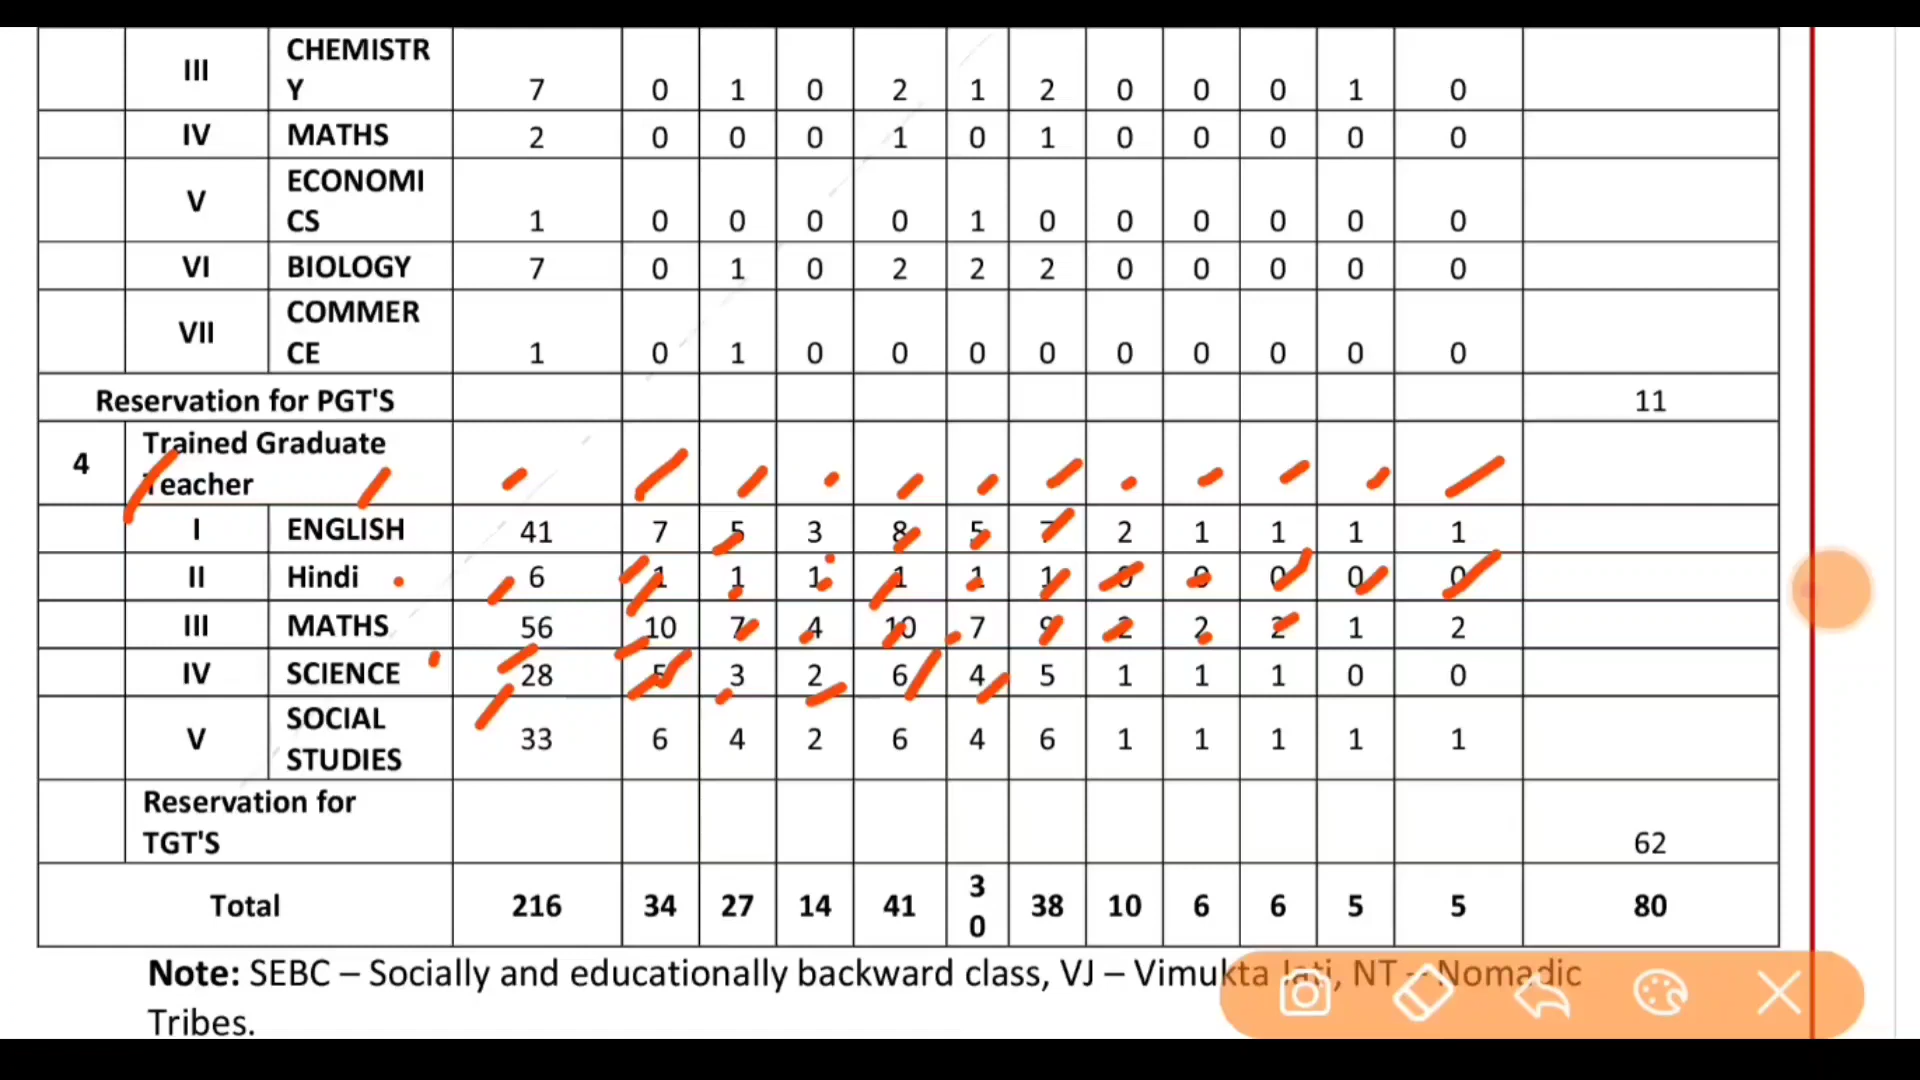 III CHEMISTR
Y 7 0 1 0 2 1 2 0 0 0 1 0
IV MATHS 2 0 0 0 1 0 1 0 0 0 0 0
V ECONOMI
CS 1 0 0 0 0 1 0 0 0 0 0 0
VI BIOLOGY 7 0 1 0 2 2 2 0 0 0 0 0
VII COMMER
CE 1 0 1 0 0 0 0 0 0 0 0 0
Reservation for PGT'S 11
4 Trained Graduate
Teacher
I ENGLISH 41 7 5 3 8 5 7 2 1 1 1 1
II Hindi 6 1 1 1 1 1 1 0 0 0 0 0
III MATHS 56 10 7 4 10 7 9 2 2 2 1 2
IV SCIENCE 28 5 3 2 6 4 5 1 1 1 0 0
V SOCIAL
STUDIES 33 6 4 2 6 4 6 1 1 1 1 1
Reservation for
TGT'S 62
Total 216 34 27 14 41 30 38 10 6 6 5 5 80
Note: SEBC – Socially and educationally backward class, VJ – Vimukta Jati, NT – Nomadic
Tribes.